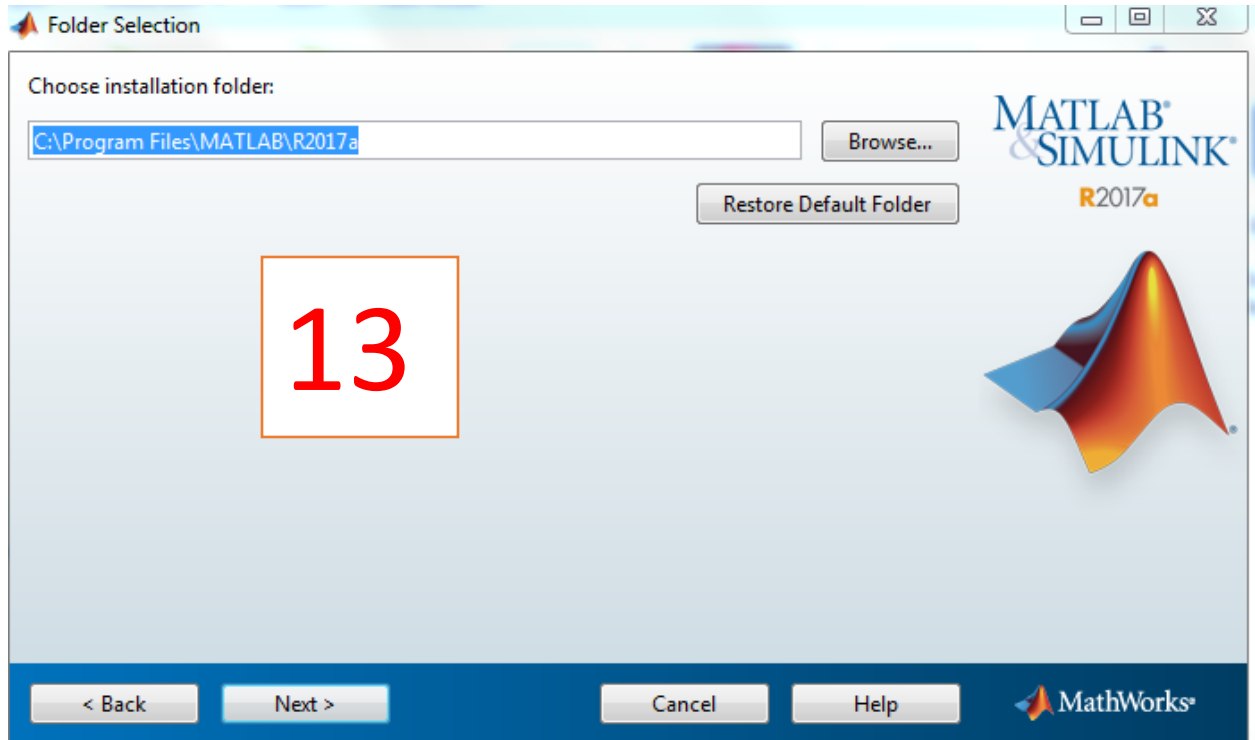 Folder Selection
Choose installation folder:
C:\Program Files\MATLAB\R2017a
Browse...
Restore Default Folder
MATLAB®
&SIMULINK®
R2017a
13
< Back
Next >
Cancel
Help
MathWorks®